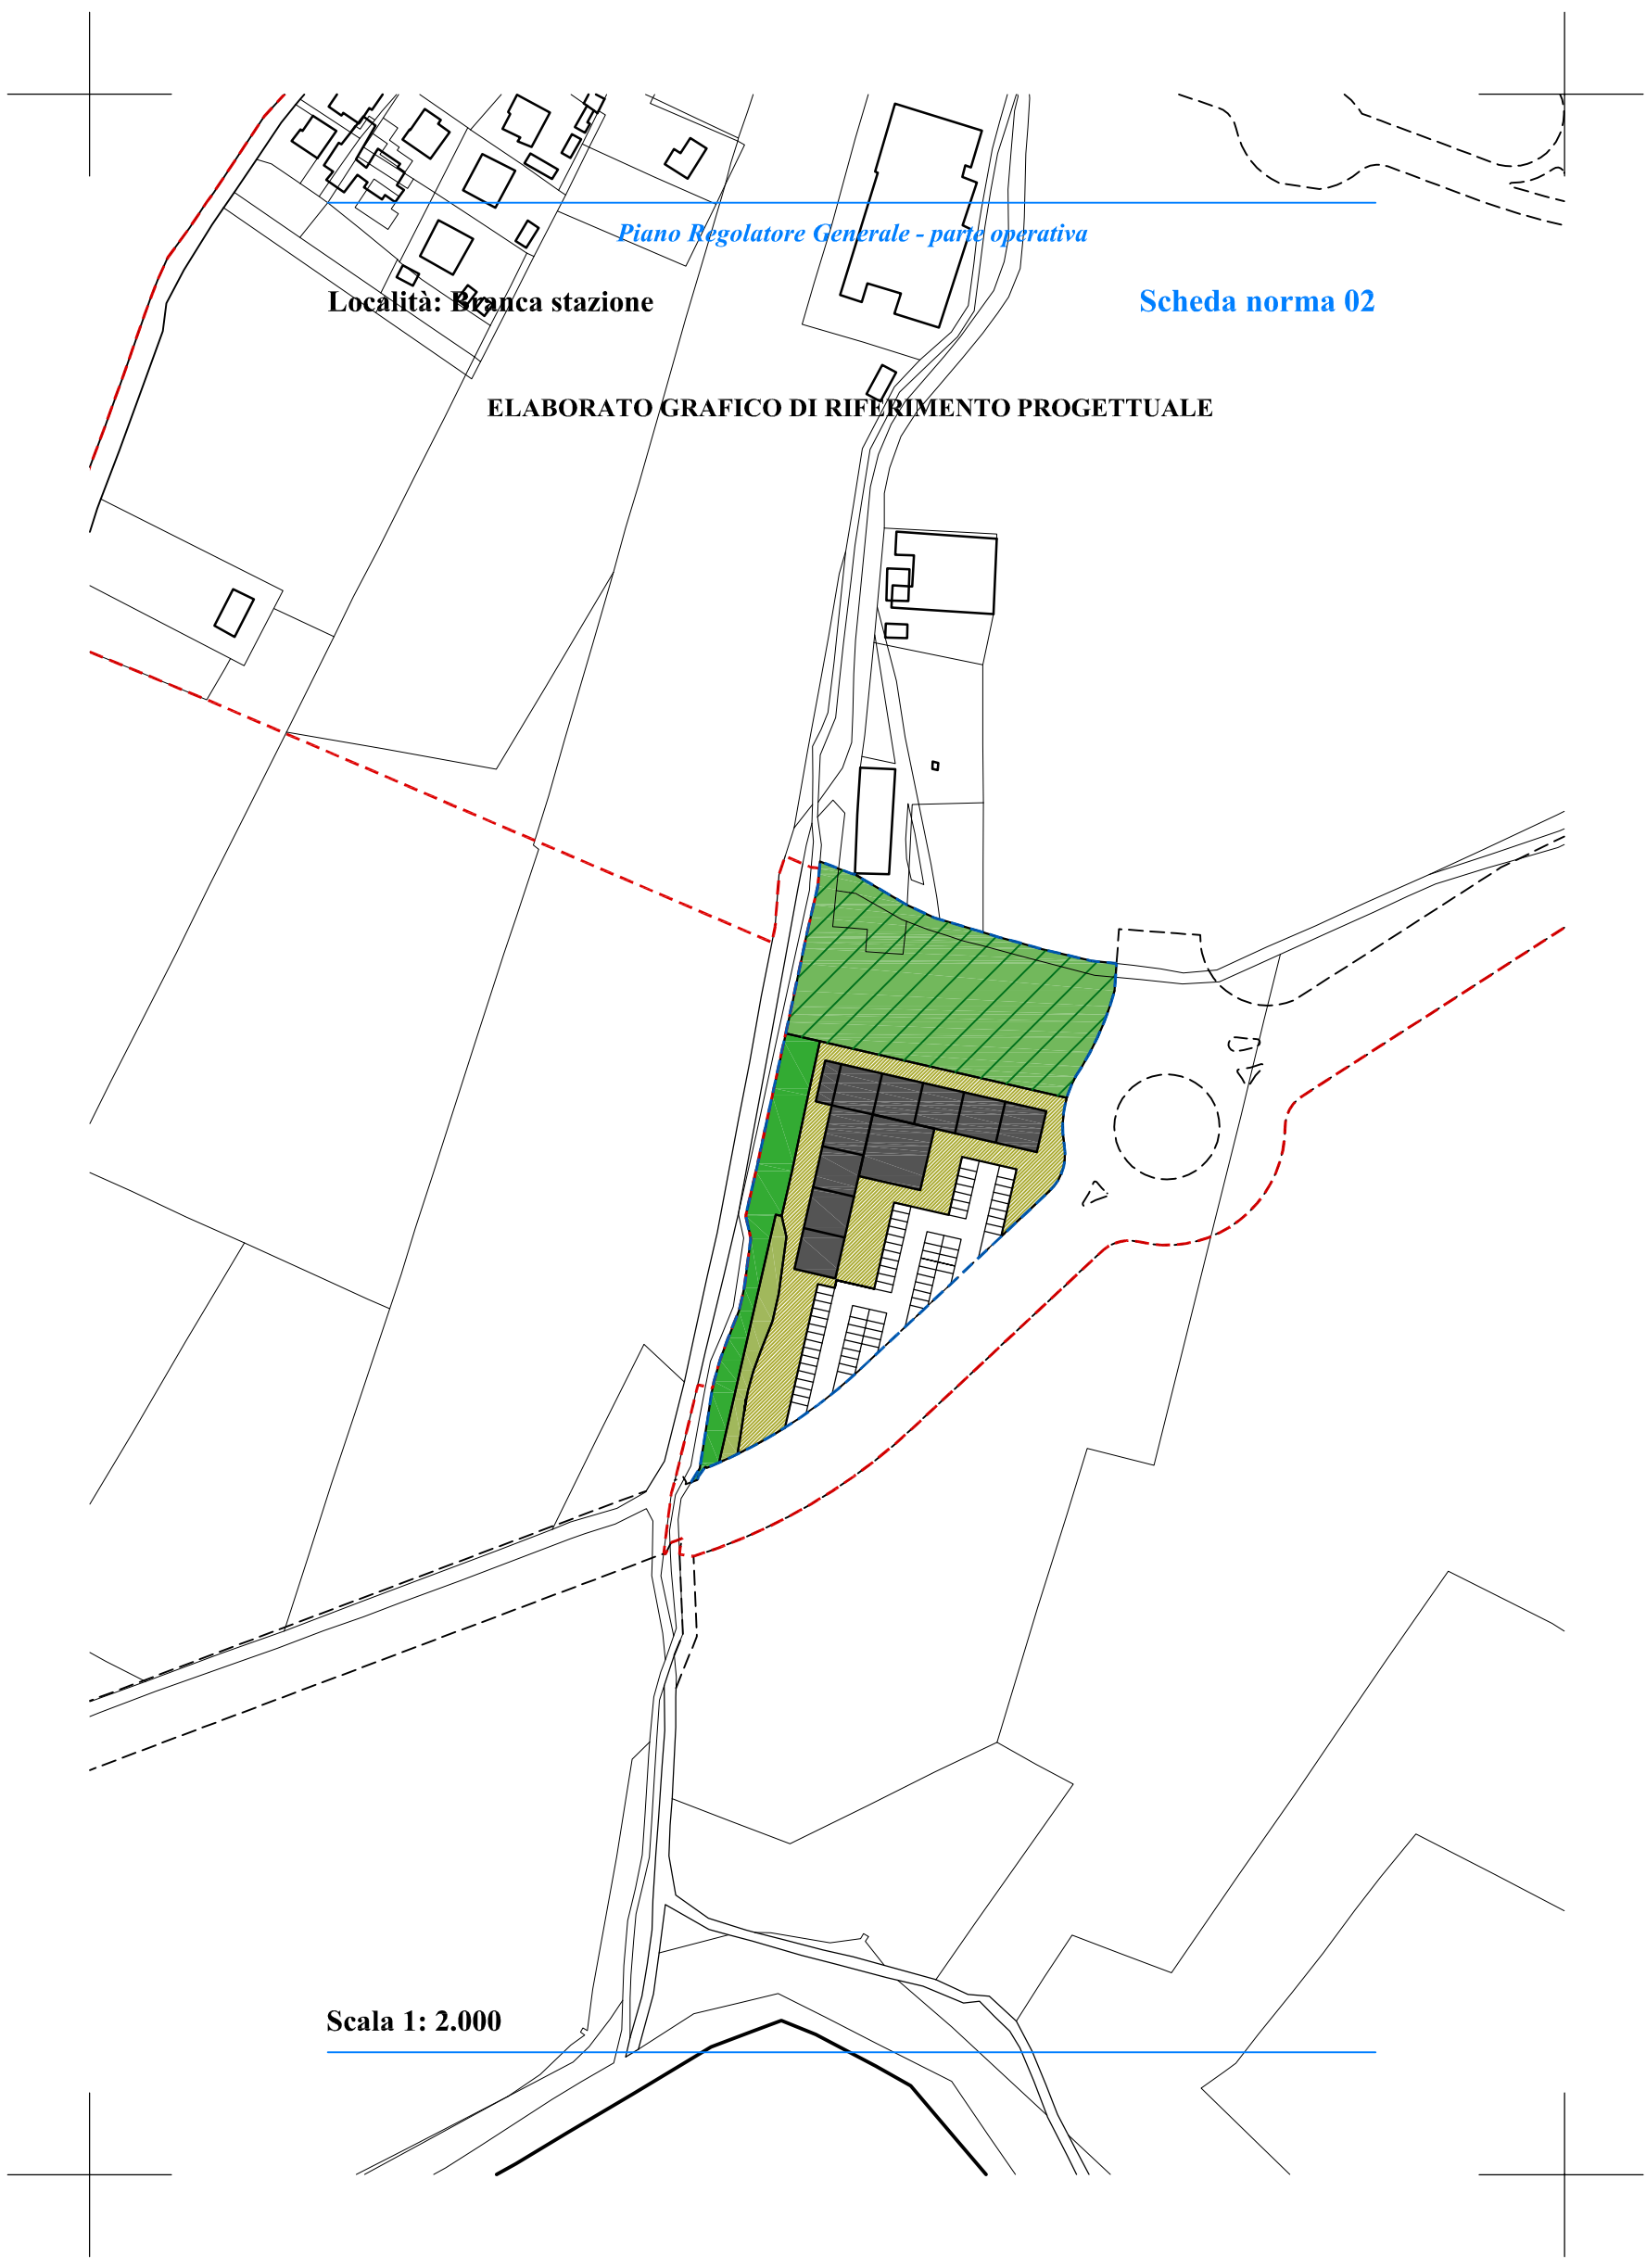 Piano Regolatore Generale - parte operativa
Località: Branca stazione
Scheda norma 02
ELABORATO GRAFICO DI RIFERIMENTO PROGETTUALE
Scala 1: 2.000